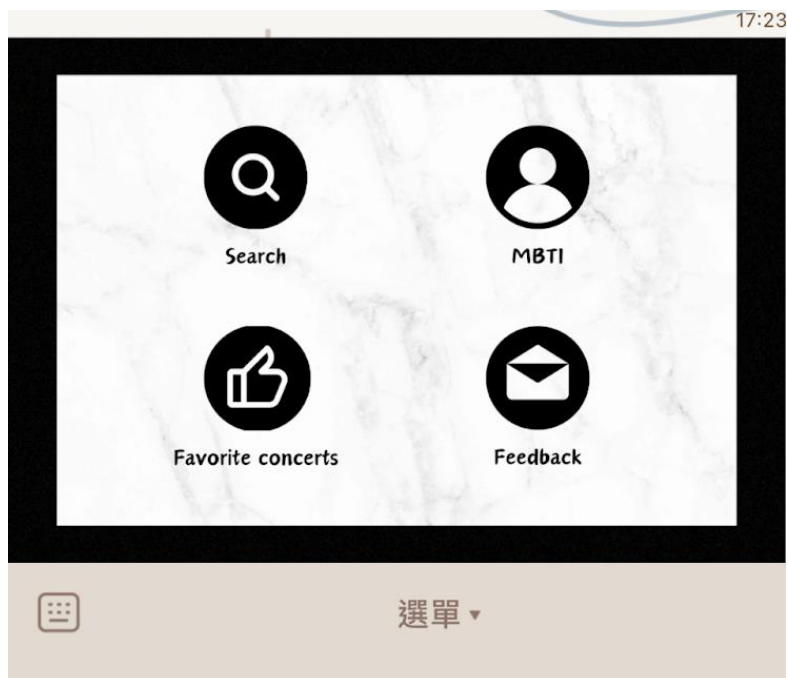 17:23
Search
MBTI
Favorite concerts
Feedback
選單▾